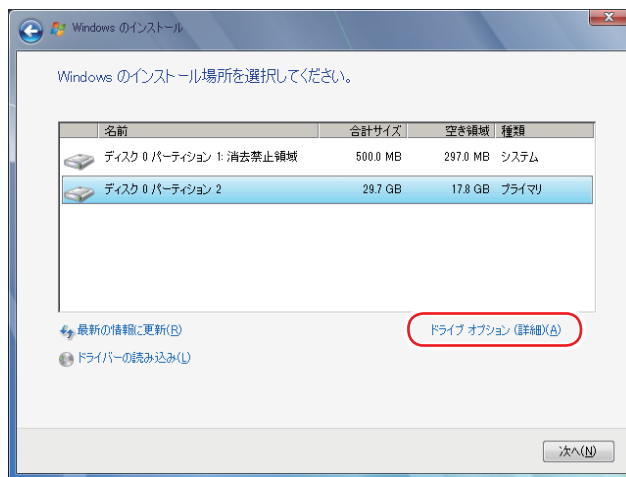 Windows のインストール
Windows のインストール場所を選択してください。
名前 合計サイズ 空き領域 種類
ディスク 0 パーティション 1: 消去禁止領域 500.0 MB 297.0 MB システム
ディスク 0 パーティション 2 29.7 GB 17.8 GB プライマリ
最新の情報に更新(R) ドライブ オプション (詳細)(A)
ドライバーの読み込み(L)
次へ(N)